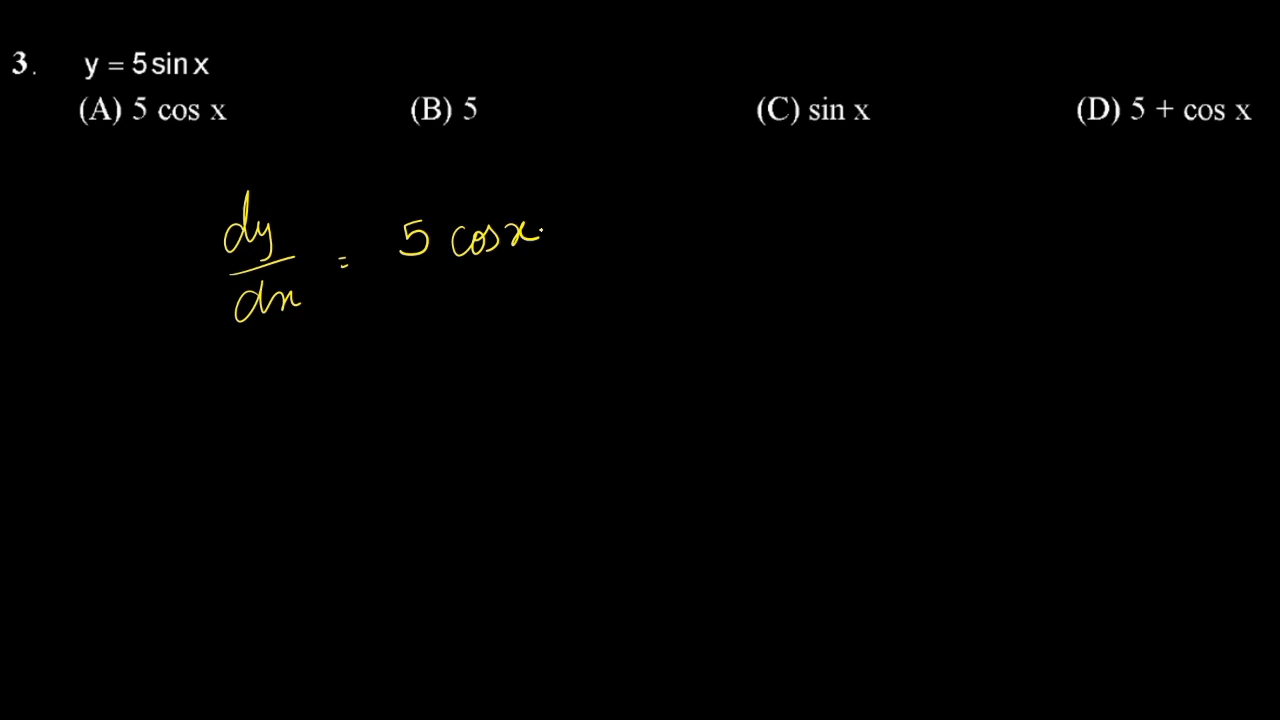 3. y = 5 sin x
(A) 5 cos x (B) 5 (C) sin x (D) 5 + cos x
dy/dx = 5 cos x.